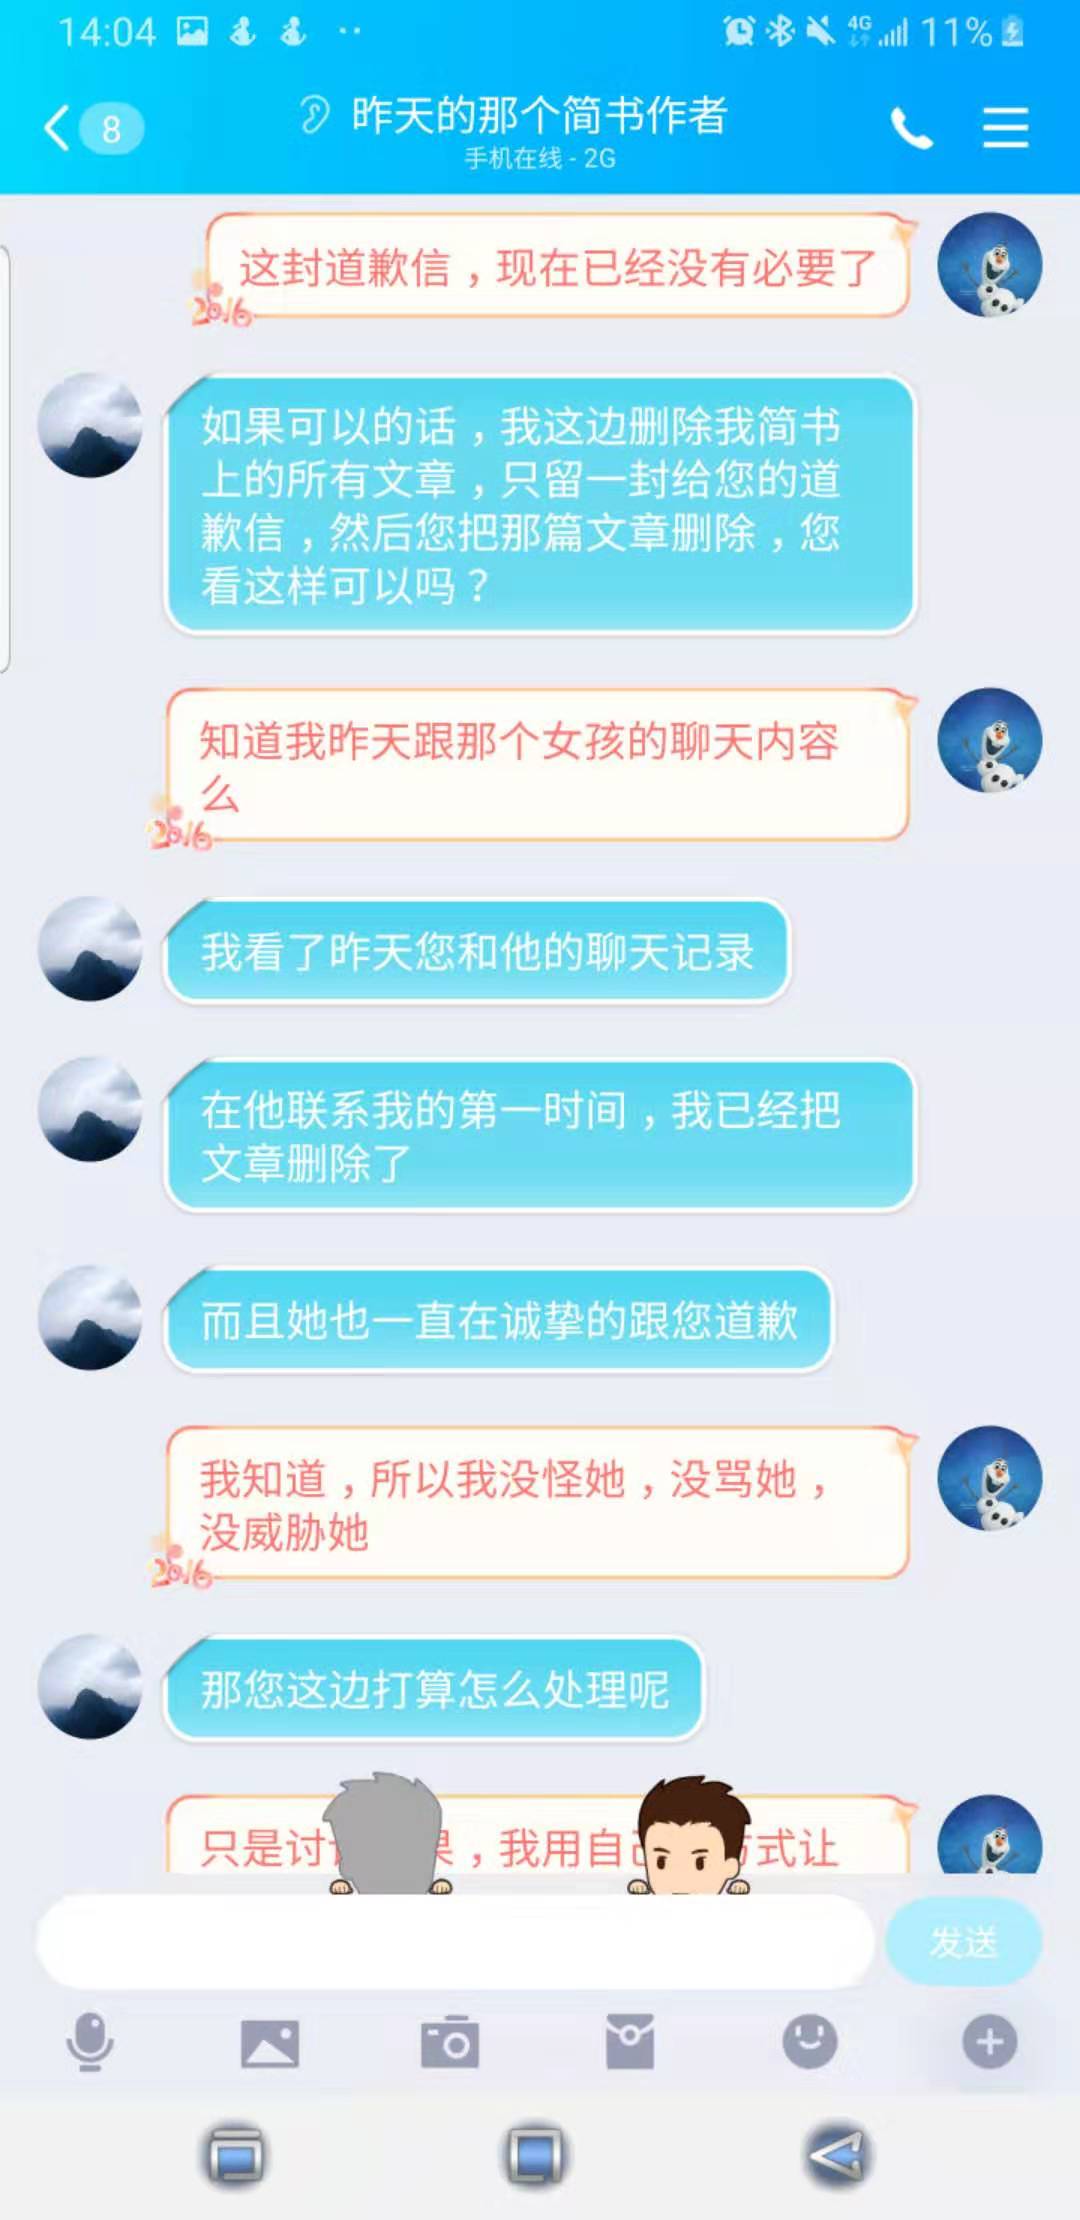 14:04
4G
11%
8
昨天的那个简书作者
手机在线 - 2G
这封道歉信，现在已经没有必要了
2016
如果可以的话，我这边删除我简书
上的所有文章，只留一封给您的道
歉信，然后您把那篇文章删除，您
看这样可以吗？
知道我昨天跟那个女孩的聊天内容
么
2016
我看了昨天您和他的聊天记录
在他联系我的第一时间，我已经把
文章删除了
而且她也一直在诚挚的跟您道歉
我知道，所以我没怪她，没骂她，
没威胁她
2016
那您这边打算怎么处理呢
只是讨
，我用自
方式让
发送